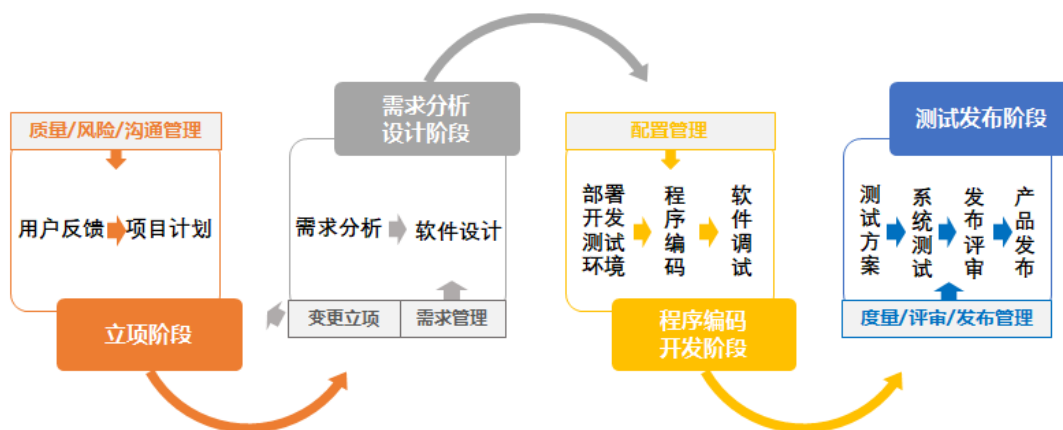 质量/风险/沟通管理
用户反馈
项目计划
立项阶段
需求分析
设计阶段
需求分析
软件设计
变更立项
需求管理
配置管理
部署
开发
测试
环境
程序编码
软件调试
程序编码
开发阶段
测试发布阶段
测试方案
系统测试
发布评审
产品发布
度量/评审/发布管理